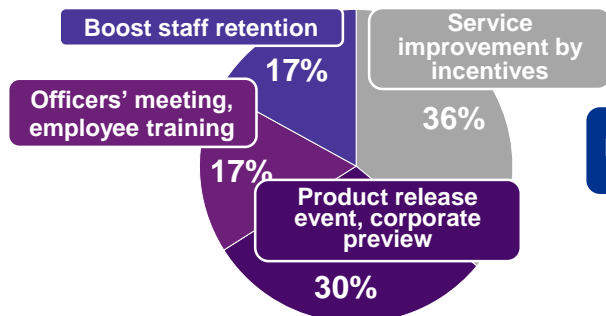 Boost staff retention
17%
Service
improvement by
incentives
36%
Officers’ meeting,
employee training
17%
Product release
event, corporate
preview
30%